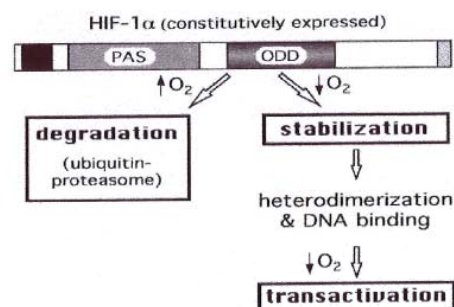 HIF-1α (constitutively expressed)
PAS ODD
↑O₂ ↓O₂
degradation
(ubiquitin-
proteasome)
stabilization
heterodimerization
& DNA binding
↓O₂
transactivation